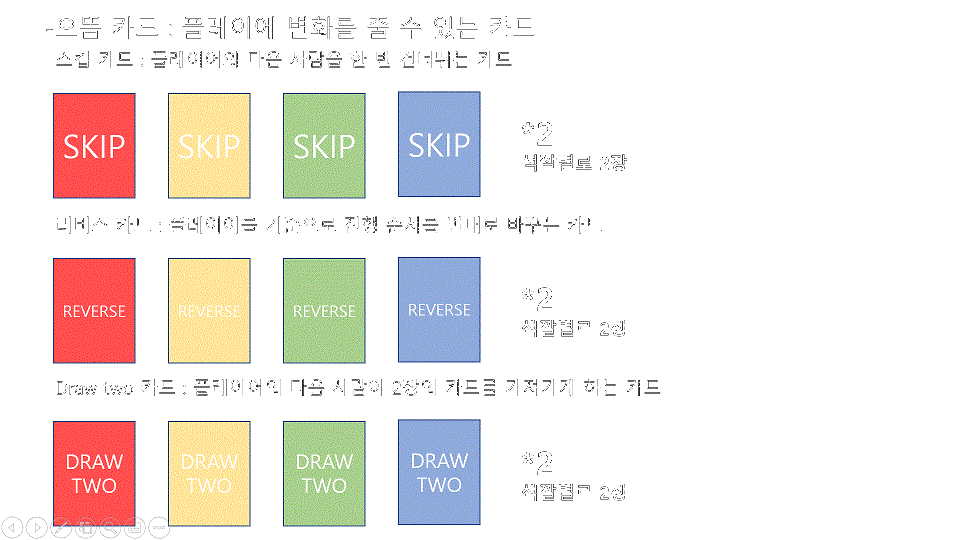 -으뜸 카드 : 플레이에 변화를 줄 수 있는 카드
스킵 카드 : 플레이어의 다음 사람을 한 번 건너뛰는 카드
SKIP SKIP SKIP SKIP
*2
색깔별로 2장
리버스 카드 : 플레이어를 기준으로 진행 순서를 반대로 바꾸는 카드
REVERSE REVERSE REVERSE REVERSE
*2
색깔별로 2장
Draw two 카드 : 플레이어의 다음 사람이 2장의 카드를 가져가게 하는 카드
DRAW DRAW DRAW DRAW
TWO TWO TWO TWO
*2
색깔별로 2장